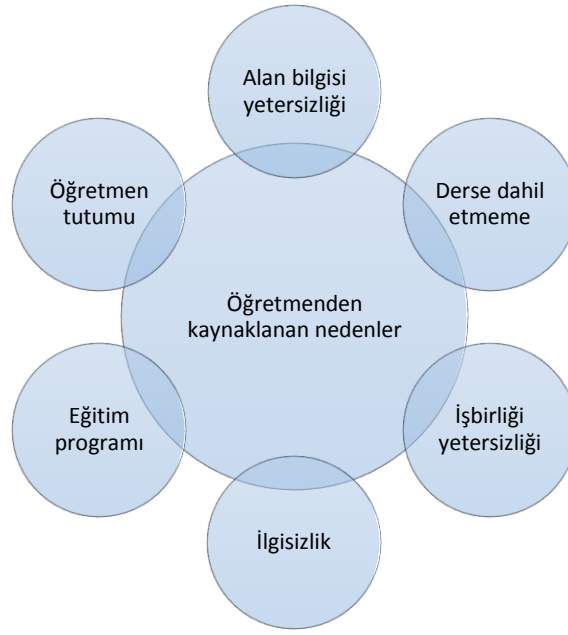 Alan bilgisi
yetersizliği
Öğretmen
tutumu
Derse dahil
etmeme
Öğretmenden
kaynaklanan nedenler
Eğitim
programı
İşbirliği
yetersizliği
İlgisizlik